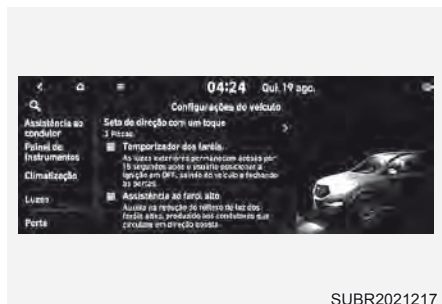 04:24 Qui. 19 ago.
Configurações do veículo
Assistência ao
condutor
Painel de
instrumentos
Climatização
Luzes
Porta
Seta de direção com um toque
3 Piscas
Temporizador dos faróis
As luzes exteriores permanecem acesas por
15 segundos após o usuário posicionar a
ignição em OFF, saindo do veículo e fechando
as portas.
Assistência ao farol alto
Auxilia na redução do reflexo de luz dos
faróis altos, produzido aos condutores que
circulam em direção oposta.
SUBR2021217